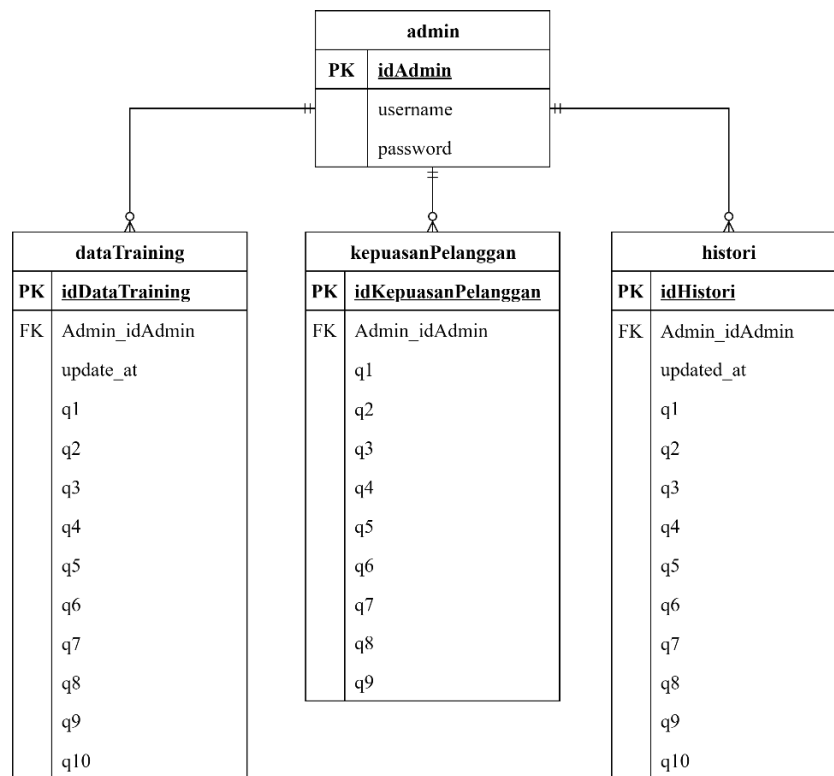 admin
PK idAdmin
username
password
dataTraining
PK idDataTraining
FK Admin_idAdmin
update_at
q1
q2
q3
q4
q5
q6
q7
q8
q9
q10
kepuasanPelanggan
PK idKepuasanPelanggan
FK Admin_idAdmin
q1
q2
q3
q4
q5
q6
q7
q8
q9
histori
PK idHistori
FK Admin_idAdmin
updated_at
q1
q2
q3
q4
q5
q6
q7
q8
q9
q10